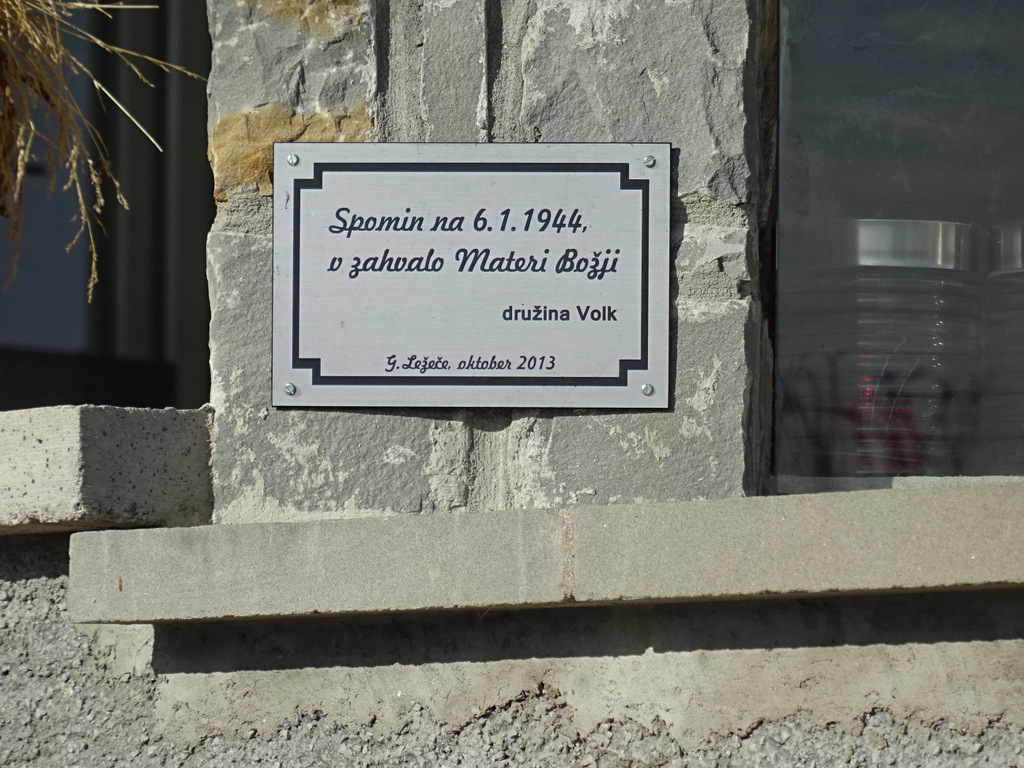 Spomin na 6.1.1944,
v zahvalo Materi Božji
družina Volk
G. Ležeče, oktober 2013